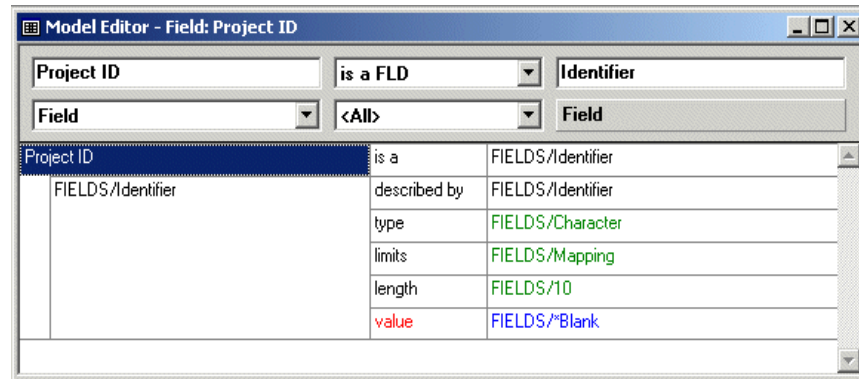 Model Editor - Field: Project ID
Project ID is a FLD Identifier
Field <All> Field
Project ID is a FIELDS/Identifier
FIELDS/Identifier described by FIELDS/Identifier
type FIELDS/Character
limits FIELDS/Mapping
length FIELDS/10
value FIELDS/*Blank